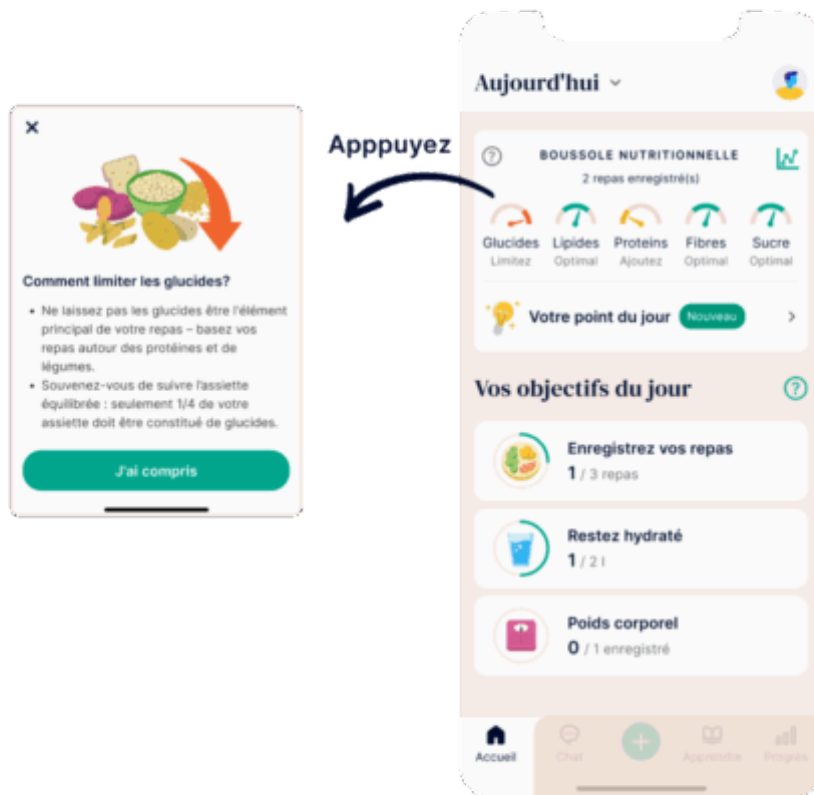 Comment limiter les glucides?
• Ne laissez pas les glucides être l'élément
principal de votre repas – basez vos
repas autour des protéines et de
légumes.
• Souvenez-vous de suivre l'assiette
équilibrée : seulement 1/4 de votre
assiette doit être constitué de glucides.
J'ai compris
Apppuyez
Aujourd'hui
BOUSSOLE NUTRITIONNELLE
2 repas enregistré(s)
Glucides Lipides Proteins Fibres Sucre
Limitez Optimal Ajoutez Optimal Optimal
Votre point du jour Nouveau
Vos objectifs du jour
Enregistrez vos repas
1 / 3 repas
Restez hydraté
1 / 2 l
Poids corporel
0 / 1 enregistré
Accueil Chat Apprendre